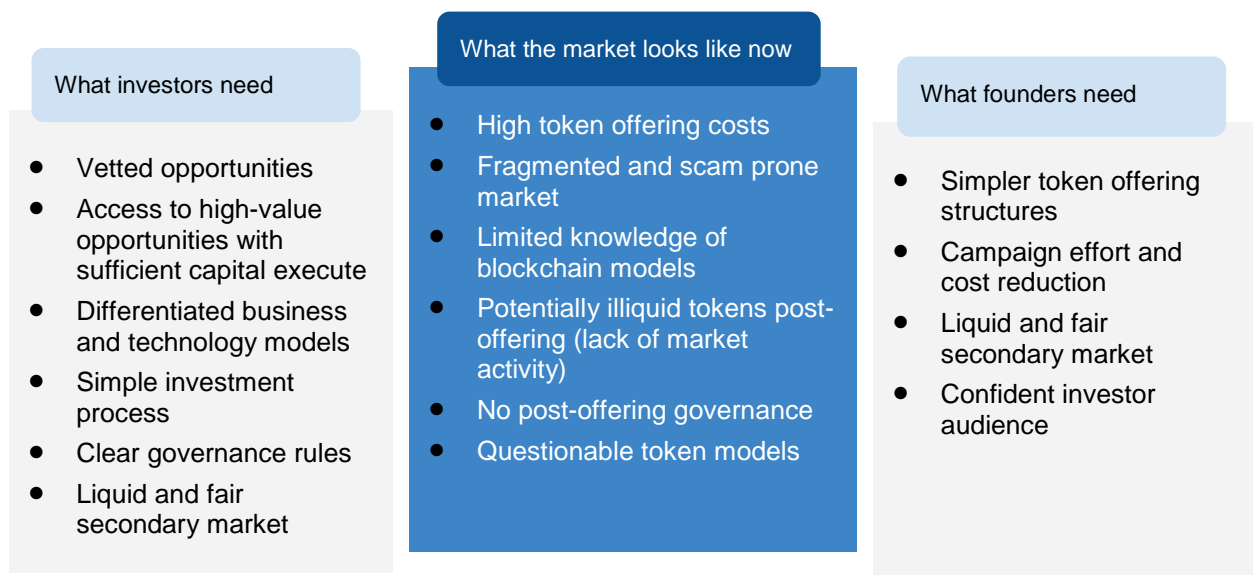 What investors need
● Vetted opportunities
● Access to high-value
opportunities with
sufficient capital execute
● Differentiated business
and technology models
● Simple investment
process
● Clear governance rules
● Liquid and fair
secondary market
What the market looks like now
● High token offering costs
● Fragmented and scam prone
market
● Limited knowledge of
blockchain models
● Potentially illiquid tokens post-
offering (lack of market
activity)
● No post-offering governance
● Questionable token models
What founders need
● Simpler token offering
structures
● Campaign effort and
cost reduction
● Liquid and fair
secondary market
● Confident investor
audience